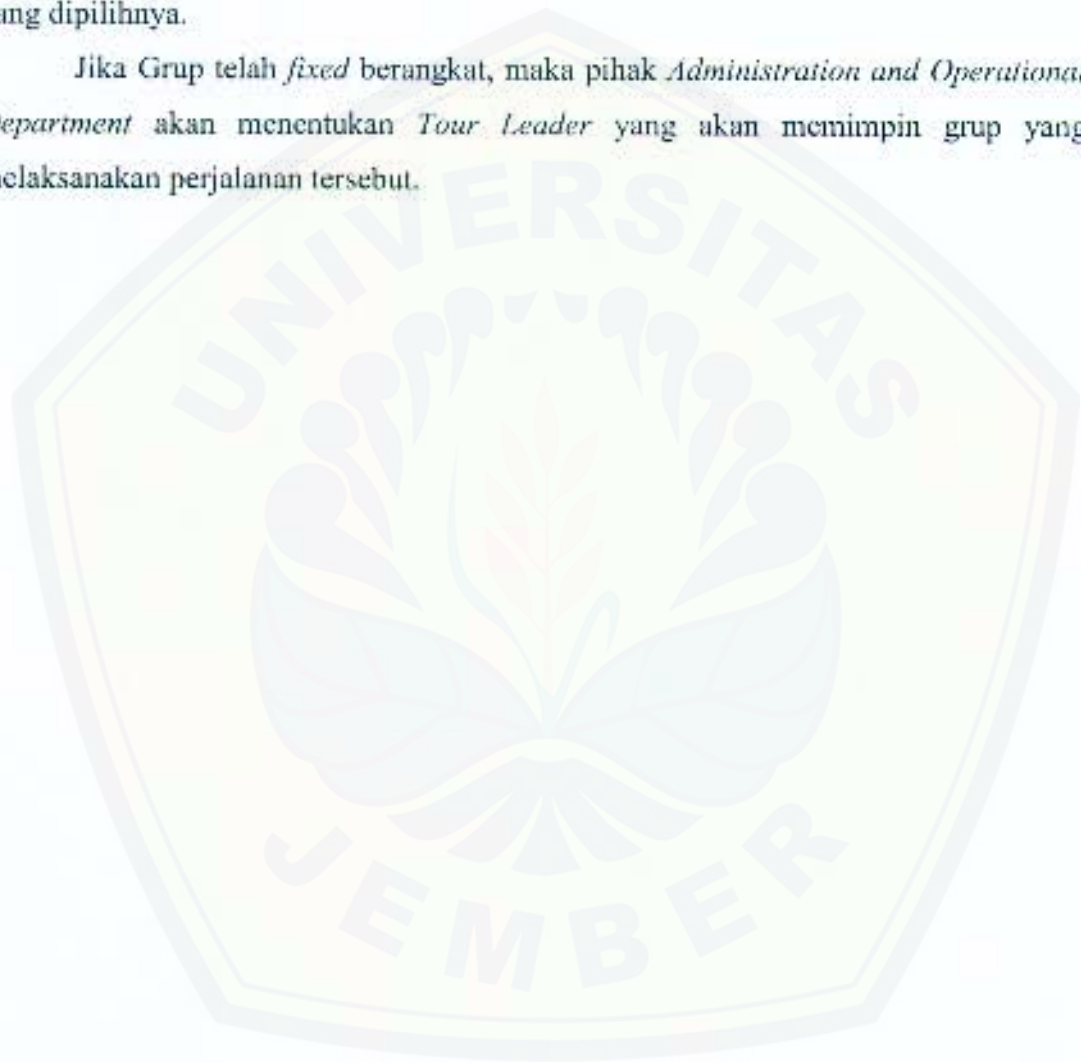 ang dipilihnya.
Jika Grup telah fixed berangkat, maka pihak Administration and Operationa
epartment akan menentukan Tour Leader yang akan memimpin grup yang
elaksanakan perjalanan tersebut.
UNIVERSITAS
JEMBER